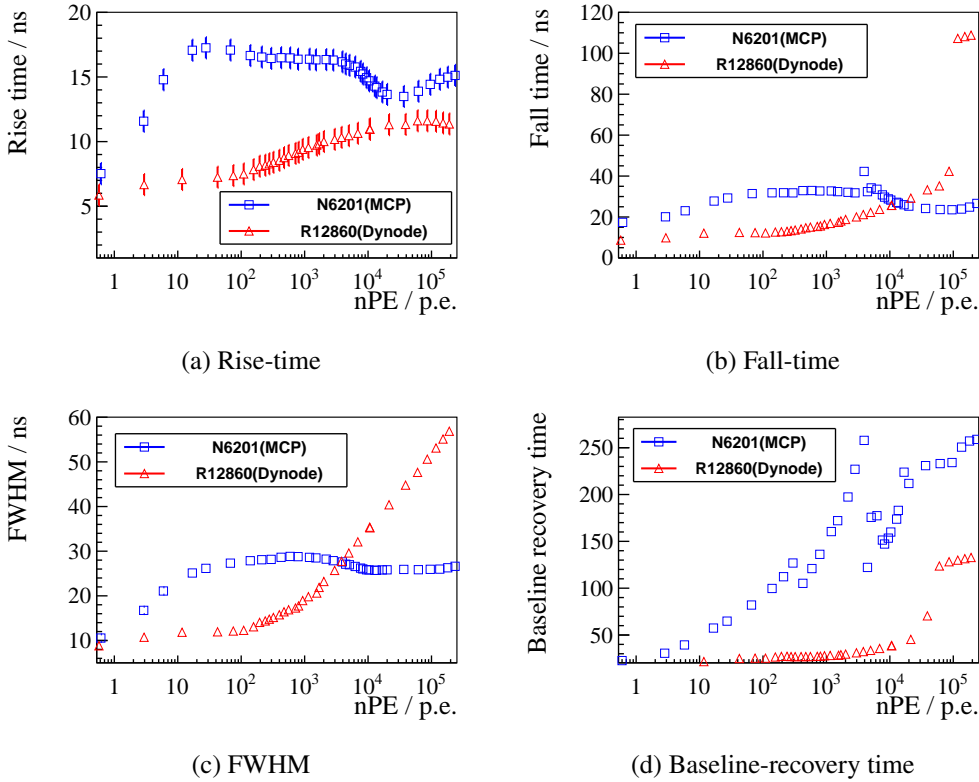 Rise time / ns
20
15
10
5
N6201(MCP)
R12860(Dynode)
1 10 10² 10³ 10⁴ 10⁵
nPE / p.e.
(a) Rise-time
Fall time / ns
120
100
80
60
40
20
0
N6201(MCP)
R12860(Dynode)
1 10 10² 10³ 10⁴ 10⁵
nPE / p.e.
(b) Fall-time
FWHM / ns
60
50
40
30
20
10
N6201(MCP)
R12860(Dynode)
1 10 10² 10³ 10⁴ 10⁵
nPE / p.e.
(c) FWHM
Baseline recovery time
250
200
150
100
50
N6201(MCP)
R12860(Dynode)
1 10 10² 10³ 10⁴ 10⁵
nPE / p.e.
(d) Baseline-recovery time